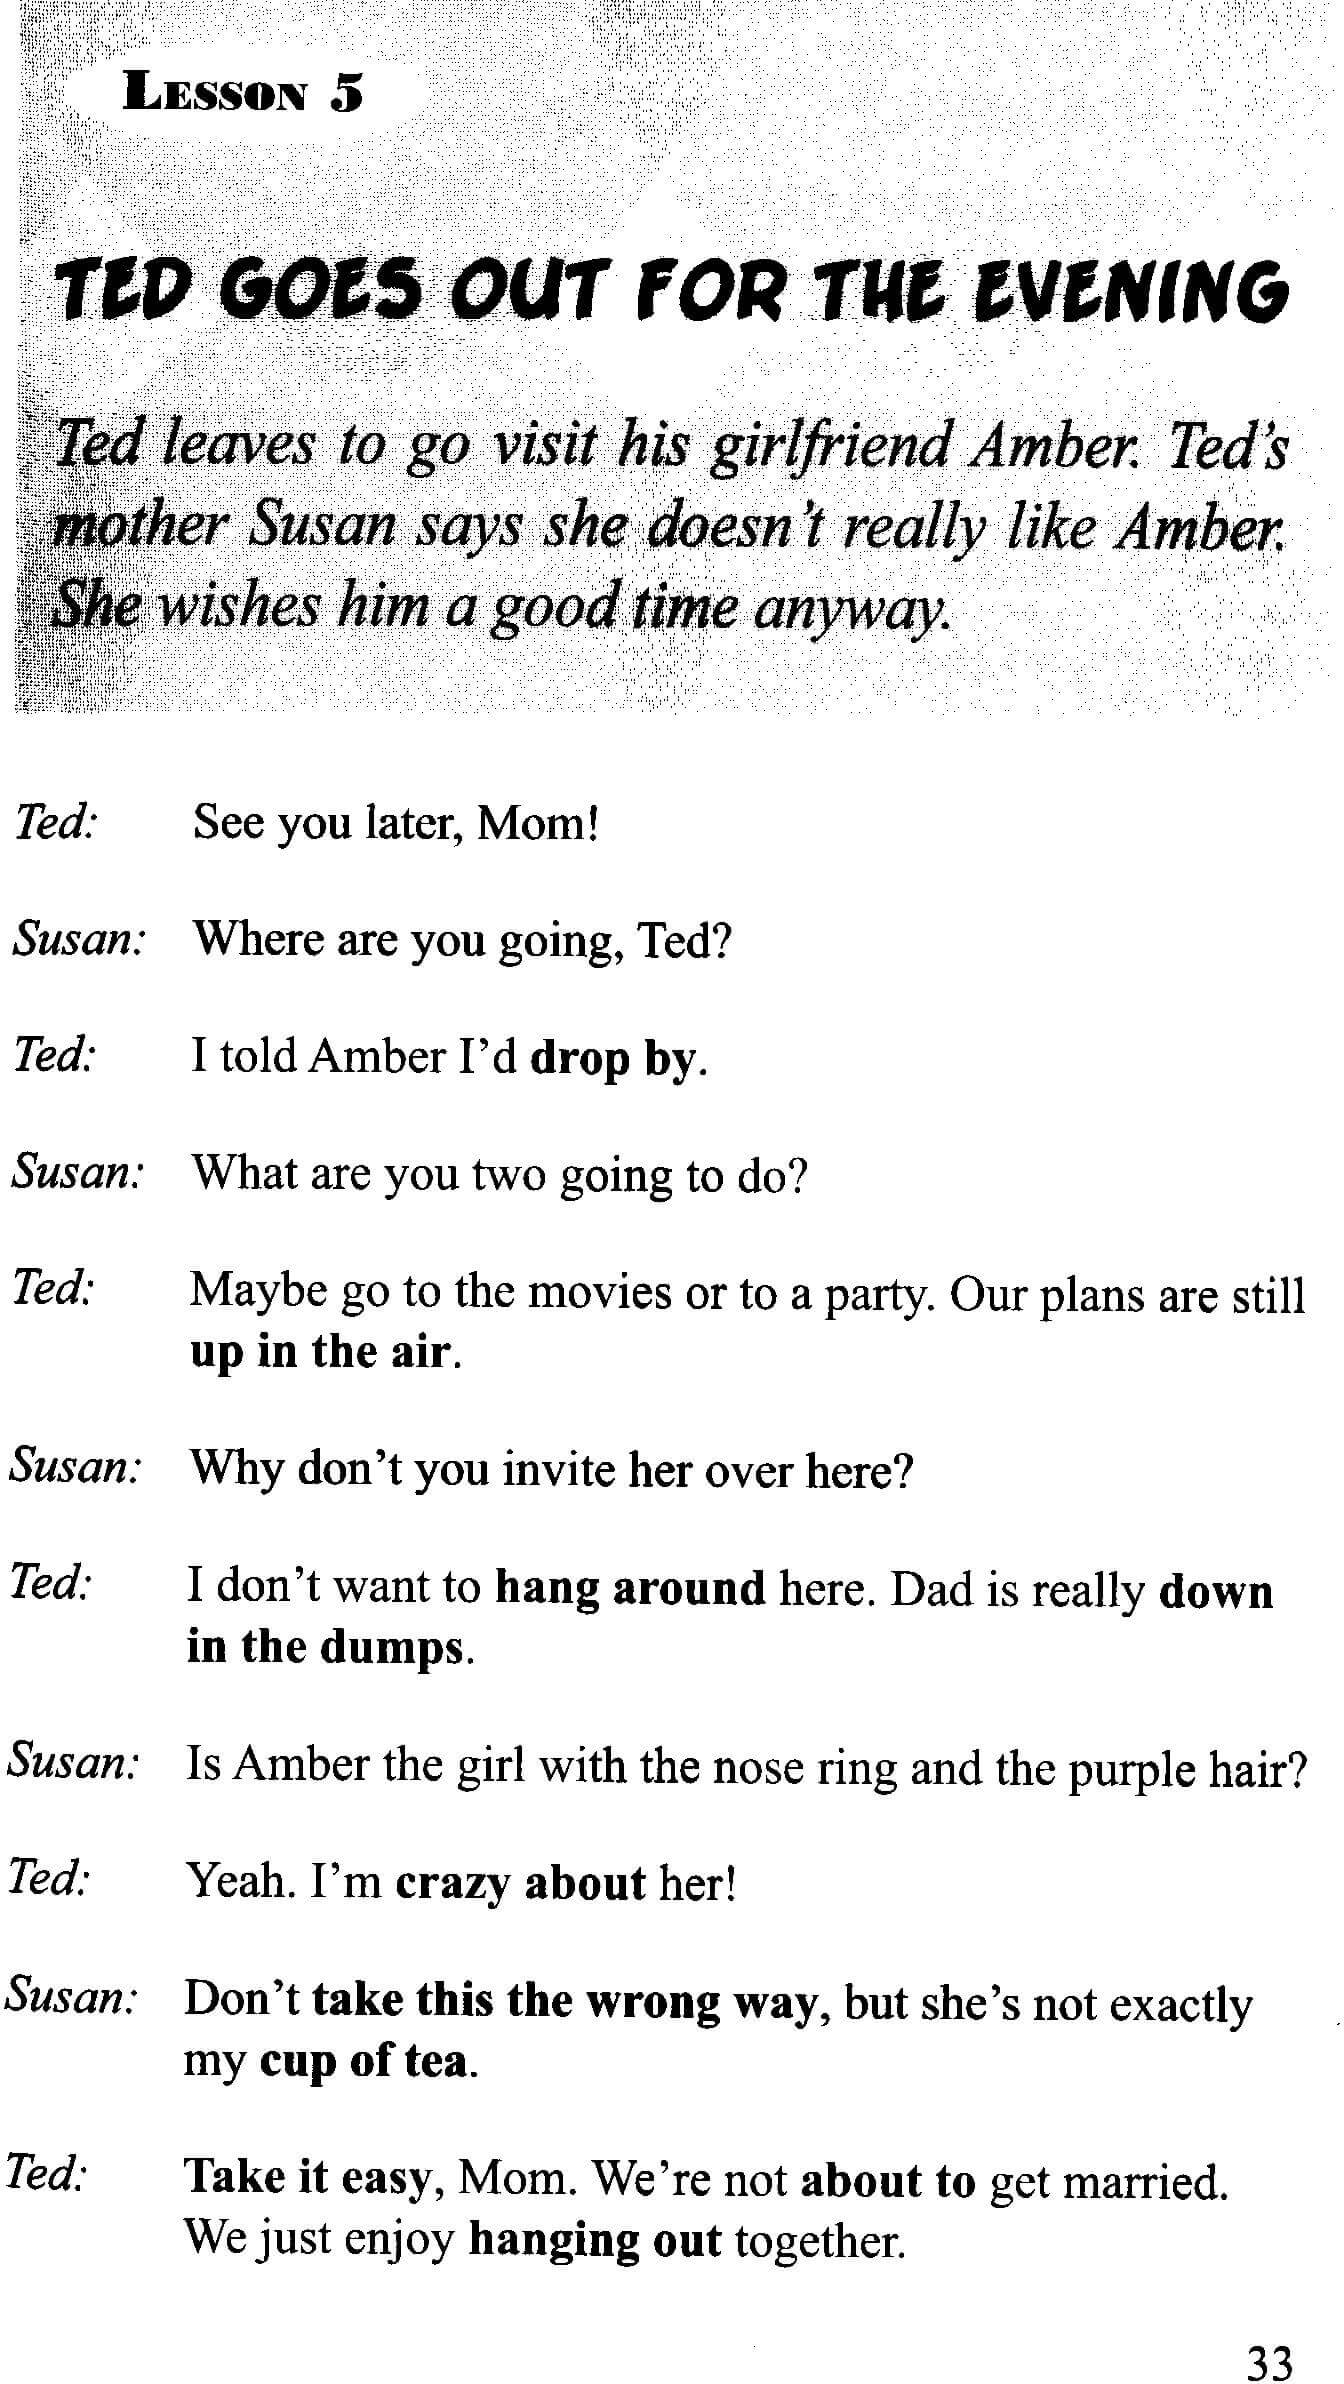 LESSON 5
TED GOES OUT FOR THE EVENING
Ted leaves to go visit his girlfriend Amber. Ted's
mother Susan says she doesn't really like Amber.
She wishes him a good time anyway.
Ted: See you later, Mom!
Susan: Where are you going, Ted?
Ted: I told Amber I'd drop by.
Susan: What are you two going to do?
Ted: Maybe go to the movies or to a party. Our plans are still
up in the air.
Susan: Why don't you invite her over here?
Ted: I don't want to hang around here. Dad is really down
in the dumps.
Susan: Is Amber the girl with the nose ring and the purple hair?
Ted: Yeah. I'm crazy about her!
Susan: Don't take this the wrong way, but she's not exactly
my cup of tea.
Ted: Take it easy, Mom. We're not about to get married.
We just enjoy hanging out together.
33